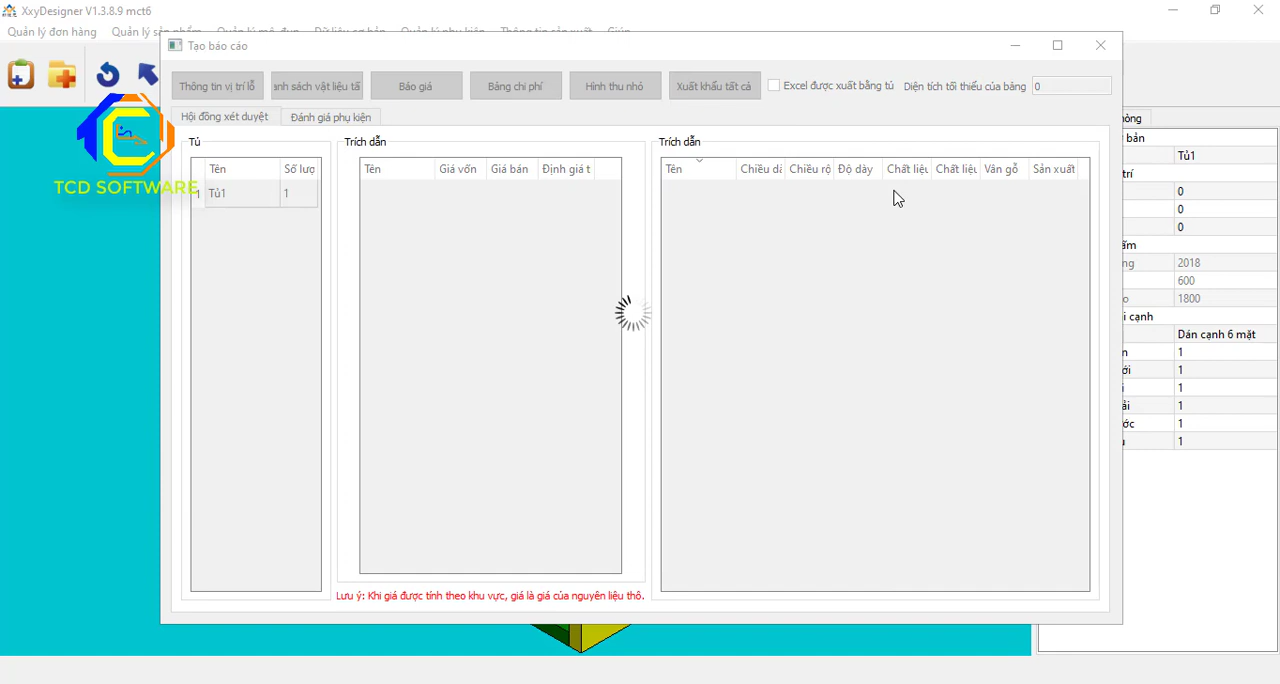 XxyDesigner V1.3.8.9 mct6
Quản lý đơn hàng
Tạo báo cáo
Thông tin vị trí lỗ
anh sách vật liệu tấ
Báo giá
Bảng chi phí
Hình thu nhỏ
Xuất khẩu tất cả
Excel được xuất bằng tủ
Diện tích tối thiểu của bảng
0
Hội đồng xét duyệt
Đánh giá phụ kiện
Tủ
Trích dẫn
Trích dẫn
Tên
Số lượ
1
Tủ1
1
Tên
Giá vốn
Giá bán
Định giá t
Tên
Chiều dà
Chiều rộ
Độ dày
Chất liệu
Chất liệu
Vân gỗ
Sản xuất
TCD SOFTWARE
Lưu ý: Khi giá được tính theo khu vực, giá là giá của nguyên liệu thô.
hòng
bản
Tủ1
trí
0
0
0
ẩm
ng
2018
600
o
1800
i cạnh
Dán cạnh 6 mặt
n
1
ới
1
i
1
ải
1
ớc
1
1